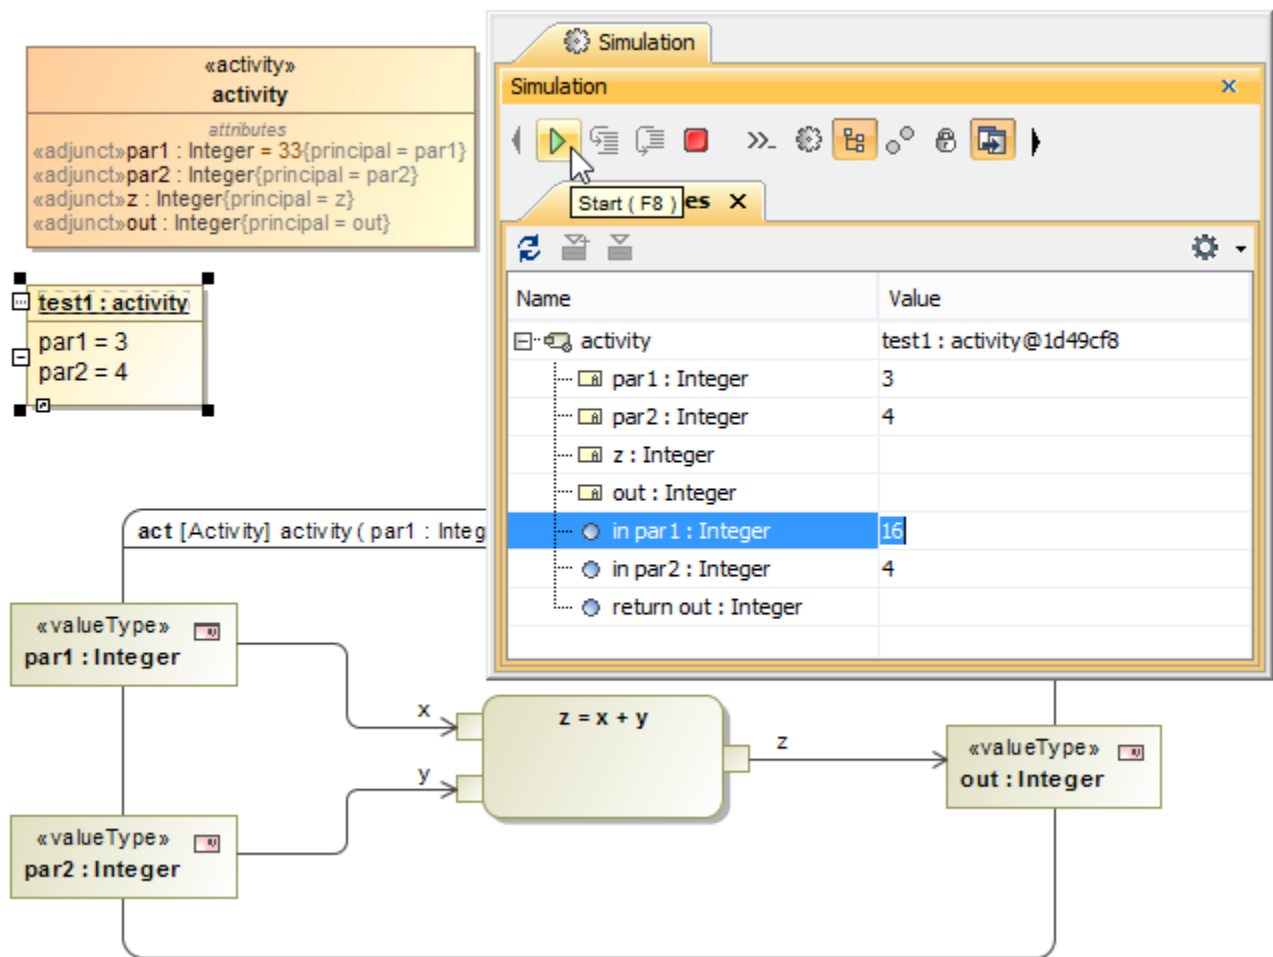 «activity»
activity
attributes
«adjunct»par1 : Integer = 33{principal = par1}
«adjunct»par2 : Integer{principal = par2}
«adjunct»z : Integer{principal = z}
«adjunct»out : Integer{principal = out}
test1 : activity
par1 = 3
par2 = 4
Simulation
Simulation
Start ( F8 )
es
Name Value
activity test1 : activity@1d49cf8
par1 : Integer 3
par2 : Integer 4
z : Integer
out : Integer
in par1 : Integer 16
in par2 : Integer 4
return out : Integer
act [Activity] activity ( par1 : Integ
«valueType»
par1 : Integer
x
y
z = x + y
z
«valueType»
out : Integer
«valueType»
par2 : Integer